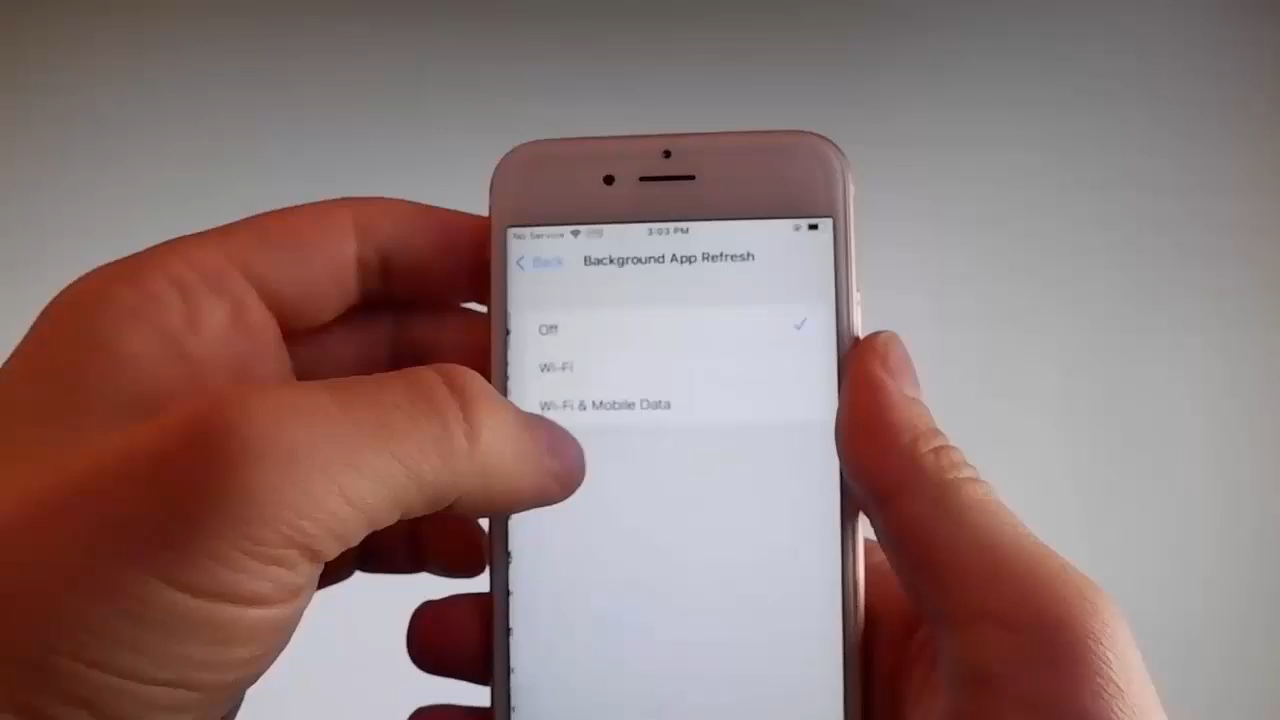 No Service 3:03 PM
Back Background App Refresh
Off
Wi-Fi
Wi-Fi & Mobile Data